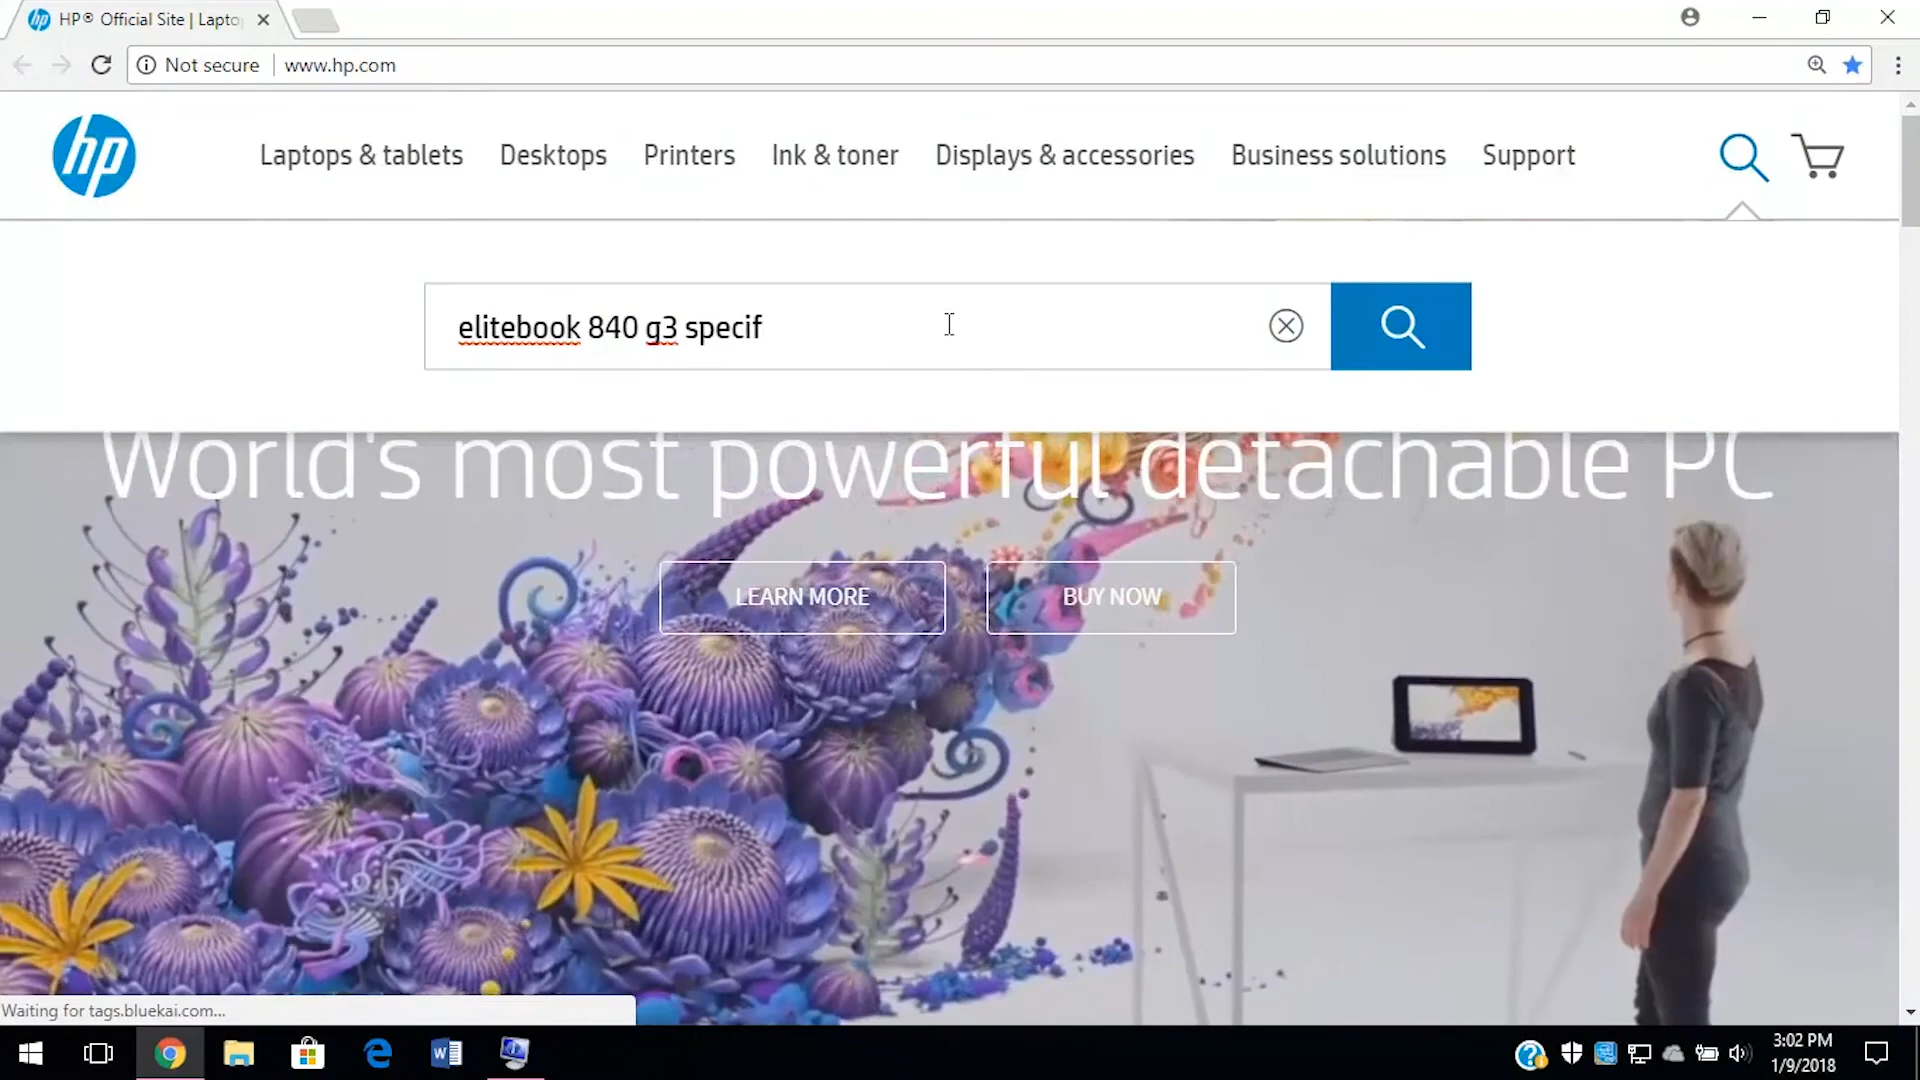 HP® Official Site | Lapto
Not secure
www.hp.com
hp
Laptops & tablets
Desktops
Printers
Ink & toner
Displays & accessories
Business solutions
Support
elitebook 840 g3 specif
World's most powerful detachable PC
LEARN MORE
BUY NOW
Waiting for tags.bluekai.com...
3:02 PM
1/9/2018